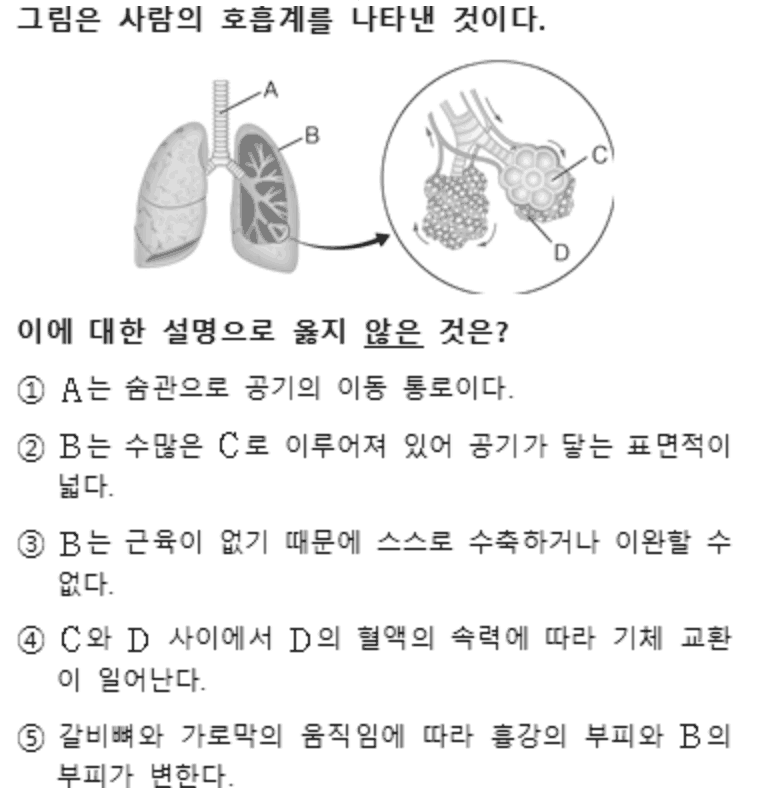 그림은 사람의 호흡계를 나타낸 것이다.
A
B
C
D
이에 대한 설명으로 옳지 않은 것은?
① A는 숨관으로 공기의 이동 통로이다.
② B는 수많은 C로 이루어져 있어 공기가 닿는 표면적이
넓다.
③ B는 근육이 없기 때문에 스스로 수축하거나 이완할 수
없다.
④ C와 D 사이에서 D의 혈액의 속력에 따라 기체 교환
이 일어난다.
⑤ 갈비뼈와 가로막의 움직임에 따라 흉강의 부피와 B의
부피가 변한다.